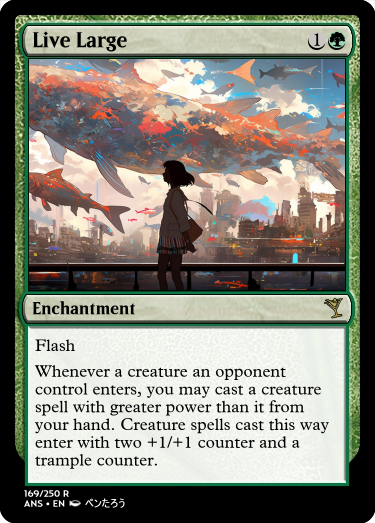 Live Large 1
Enchantment
Flash
Whenever a creature an opponent
control enters, you may cast a creature
spell with greater power than it from
your hand. Creature spells cast this way
enter with two +1/+1 counter and a
trample counter.
169/250 R
ANS • EN ペンたろう